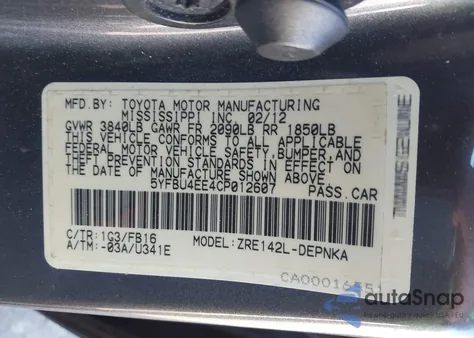 MFD.BY: TOYOTA MOTOR MANUFACTURING
MISSISSIPPI INC. 02/12
GVWR 3840LB GAWR FR 2090LB RR 1850LB
THIS VEHICLE CONFORMS TO ALL APPLICABLE
FEDERAL MOTOR VEHICLE SAFETY,BUMPER,AND
THEFT PREVENTION STANDARDS IN EFFECT ON
THE DATE OF MANUFACTURE SHOWN ABOVE.
5YFBU4EE4CP012607 PASS.CAR
C/TR:1G3/FB16 MODEL:ZRE142L-DEPNKA
A/TM:-03A/U341E
autoSnap